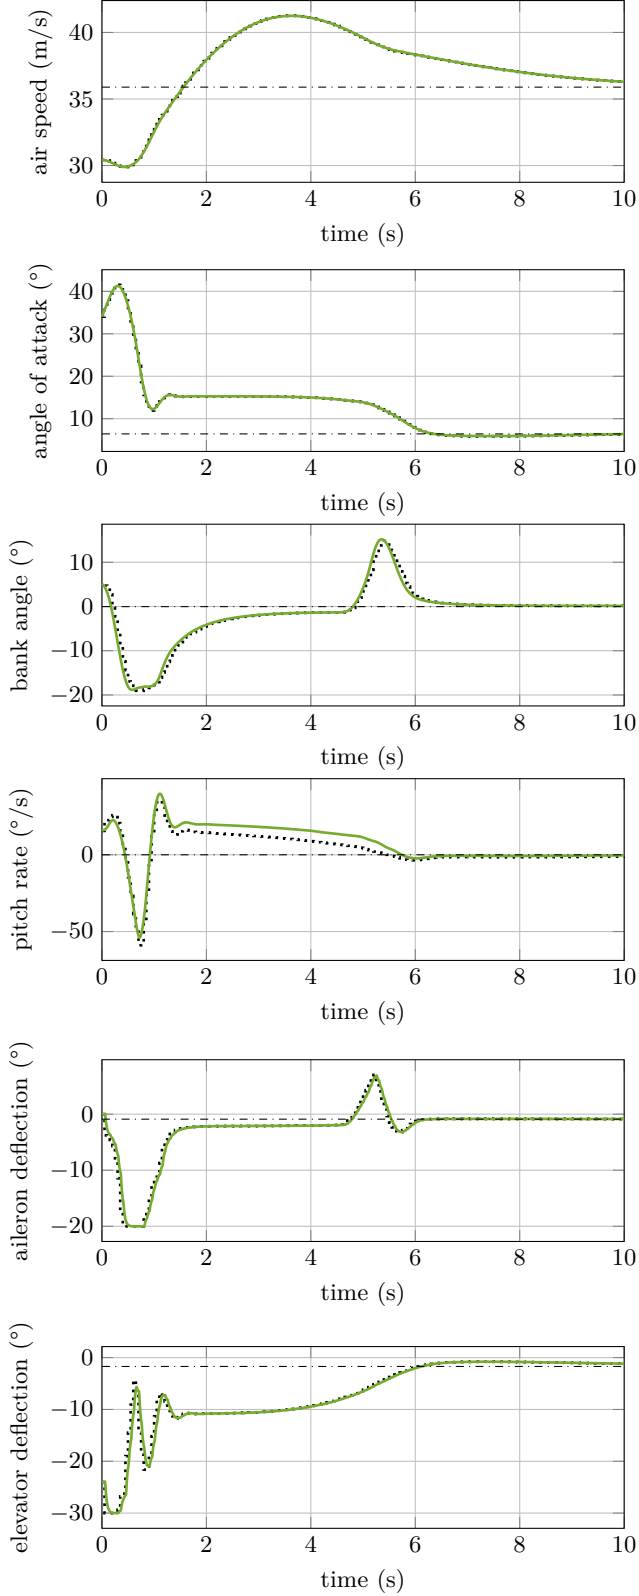 air speed (m/s)
40
35
30
0 2 4 6 8 10
time (s)
angle of attack (°)
40
30
20
10
0 2 4 6 8 10
time (s)
bank angle (°)
10
0
−10
−20
0 2 4 6 8 10
time (s)
pitch rate (°/s)
0
−50
0 2 4 6 8 10
time (s)
aileron deflection (°)
0
−10
−20
0 2 4 6 8 10
time (s)
elevator deflection (°)
0
−10
−20
−30
0 2 4 6 8 10
time (s)